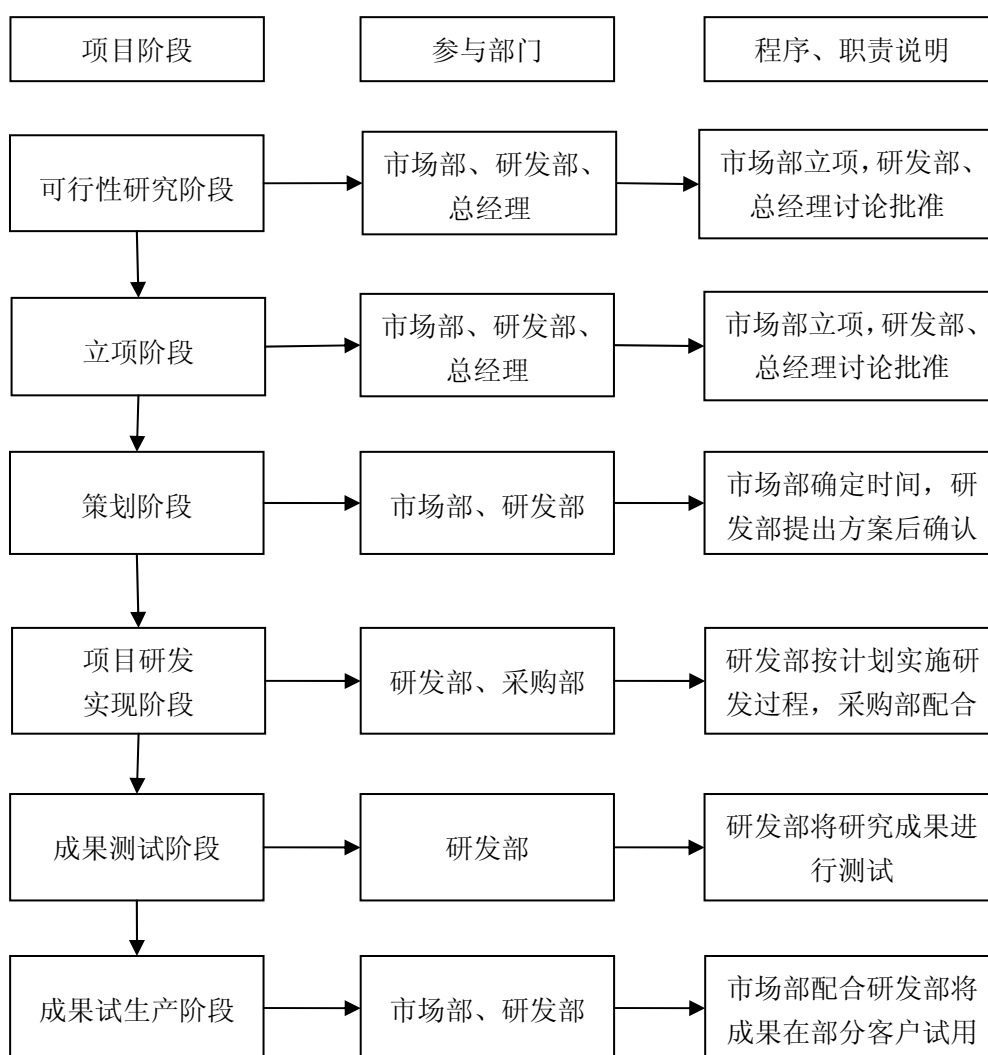 项目阶段
参与部门
程序、职责说明
可行性研究阶段
市场部、研发部、
总经理
市场部立项,研发部、
总经理讨论批准
立项阶段
市场部、研发部、
总经理
市场部立项,研发部、
总经理讨论批准
策划阶段
市场部、研发部
市场部确定时间，研
发部提出方案后确认
项目研发
实现阶段
研发部、采购部
研发部按计划实施研
发过程，采购部配合
成果测试阶段
研发部
研发部将研究成果进
行测试
成果试生产阶段
市场部、研发部
市场部配合研发部将
成果在部分客户试用